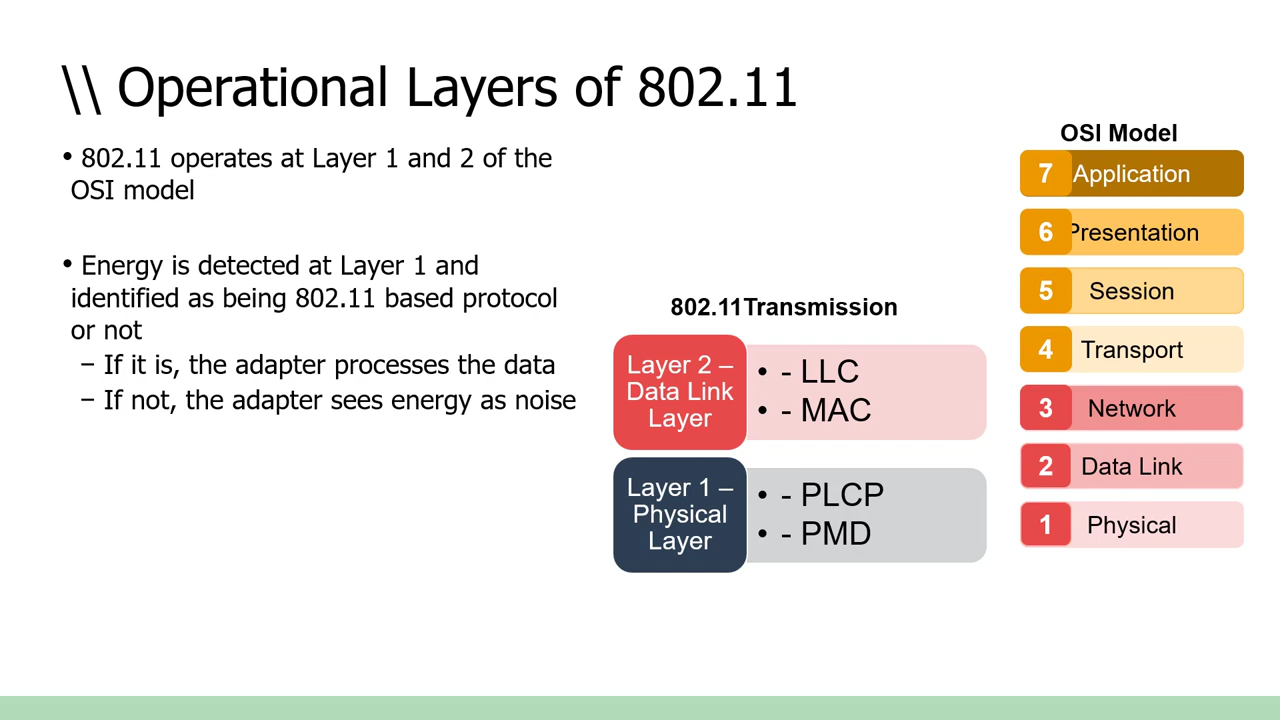 \\ Operational Layers of 802.11
• 802.11 operates at Layer 1 and 2 of the
OSI model
• Energy is detected at Layer 1 and
identified as being 802.11 based protocol
or not
– If it is, the adapter processes the data
– If not, the adapter sees energy as noise
802.11Transmission
Layer 2 –
Data Link
Layer
• - LLC
• - MAC
Layer 1 –
Physical
Layer
• - PLCP
• - PMD
OSI Model
7 Application
6 Presentation
5 Session
4 Transport
3 Network
2 Data Link
1 Physical